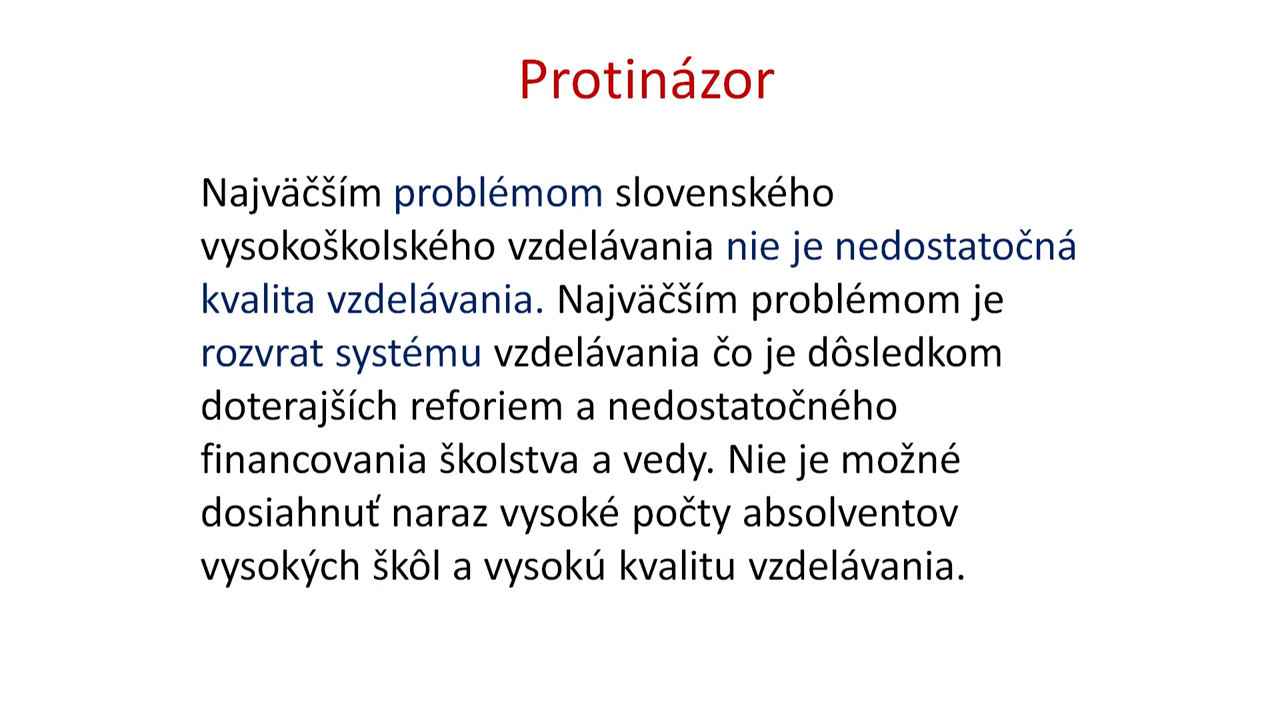 Protinázor
Najväčším problémom slovenského
vysokoškolského vzdelávania nie je nedostatočná
kvalita vzdelávania. Najväčším problémom je
rozvrat systému vzdelávania čo je dôsledkom
doterajších reforiem a nedostatočného
financovania školstva a vedy. Nie je možné
dosiahnuť naraz vysoké počty absolventov
vysokých škôl a vysokú kvalitu vzdelávania.